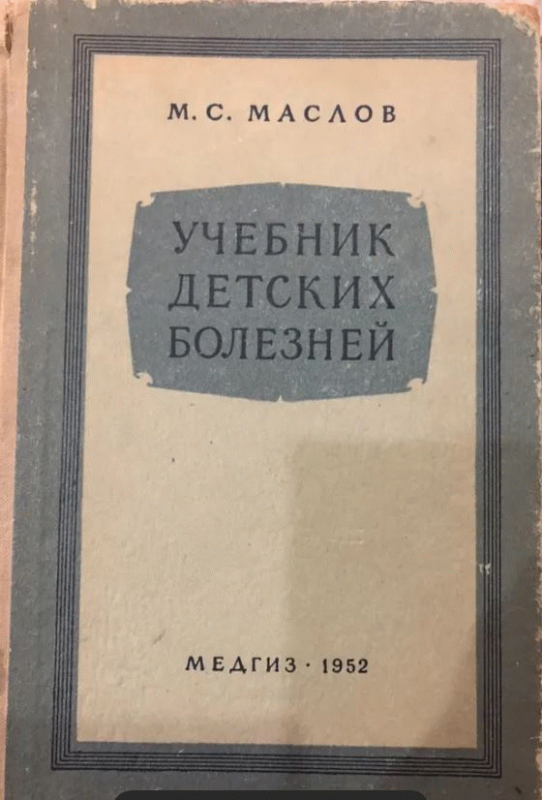 М. С. МАСЛОВ
УЧЕБНИК
ДЕТСКИХ
БОЛЕЗНЕЙ
МЕДГИЗ · 1952